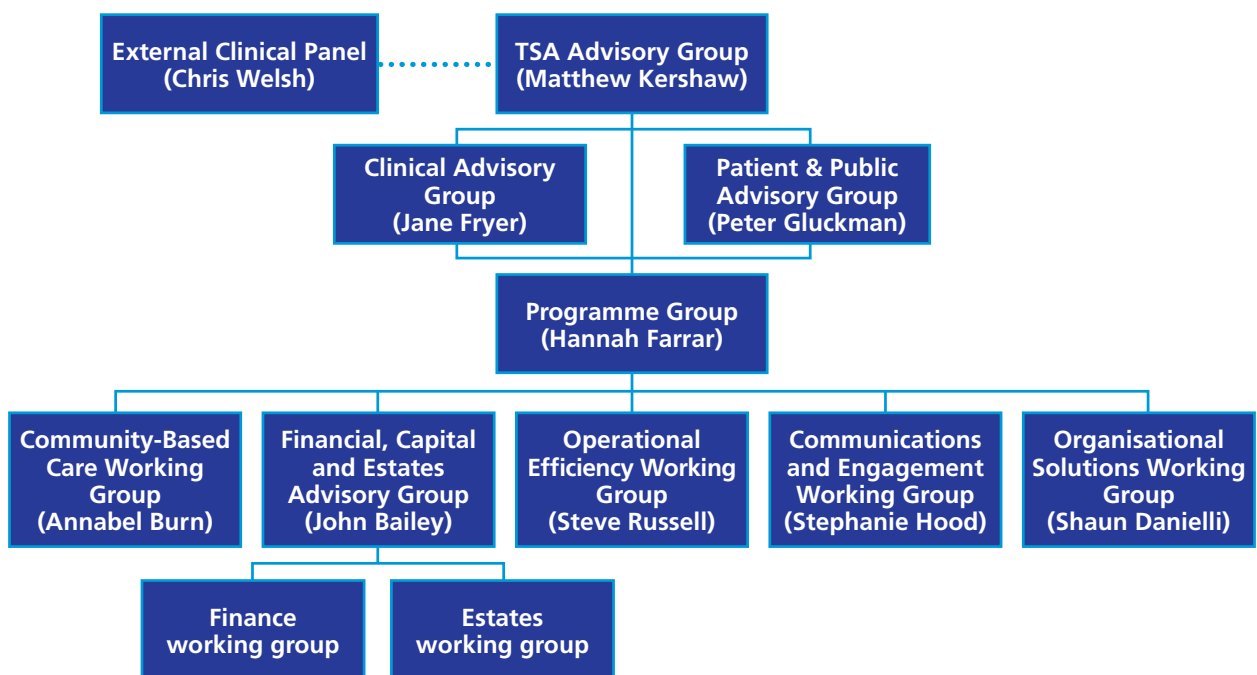 External Clinical Panel
(Chris Welsh)
TSA Advisory Group
(Matthew Kershaw)
Clinical Advisory
Group
(Jane Fryer)
Patient & Public
Advisory Group
(Peter Gluckman)
Programme Group
(Hannah Farrar)
Community-Based
Care Working
Group
(Annabel Burn)
Financial, Capital
and Estates
Advisory Group
(John Bailey)
Operational
Efficiency Working
Group
(Steve Russell)
Communications
and Engagement
Working Group
(Stephanie Hood)
Organisational
Solutions Working
Group
(Shaun Danielli)
Finance
working group
Estates
working group